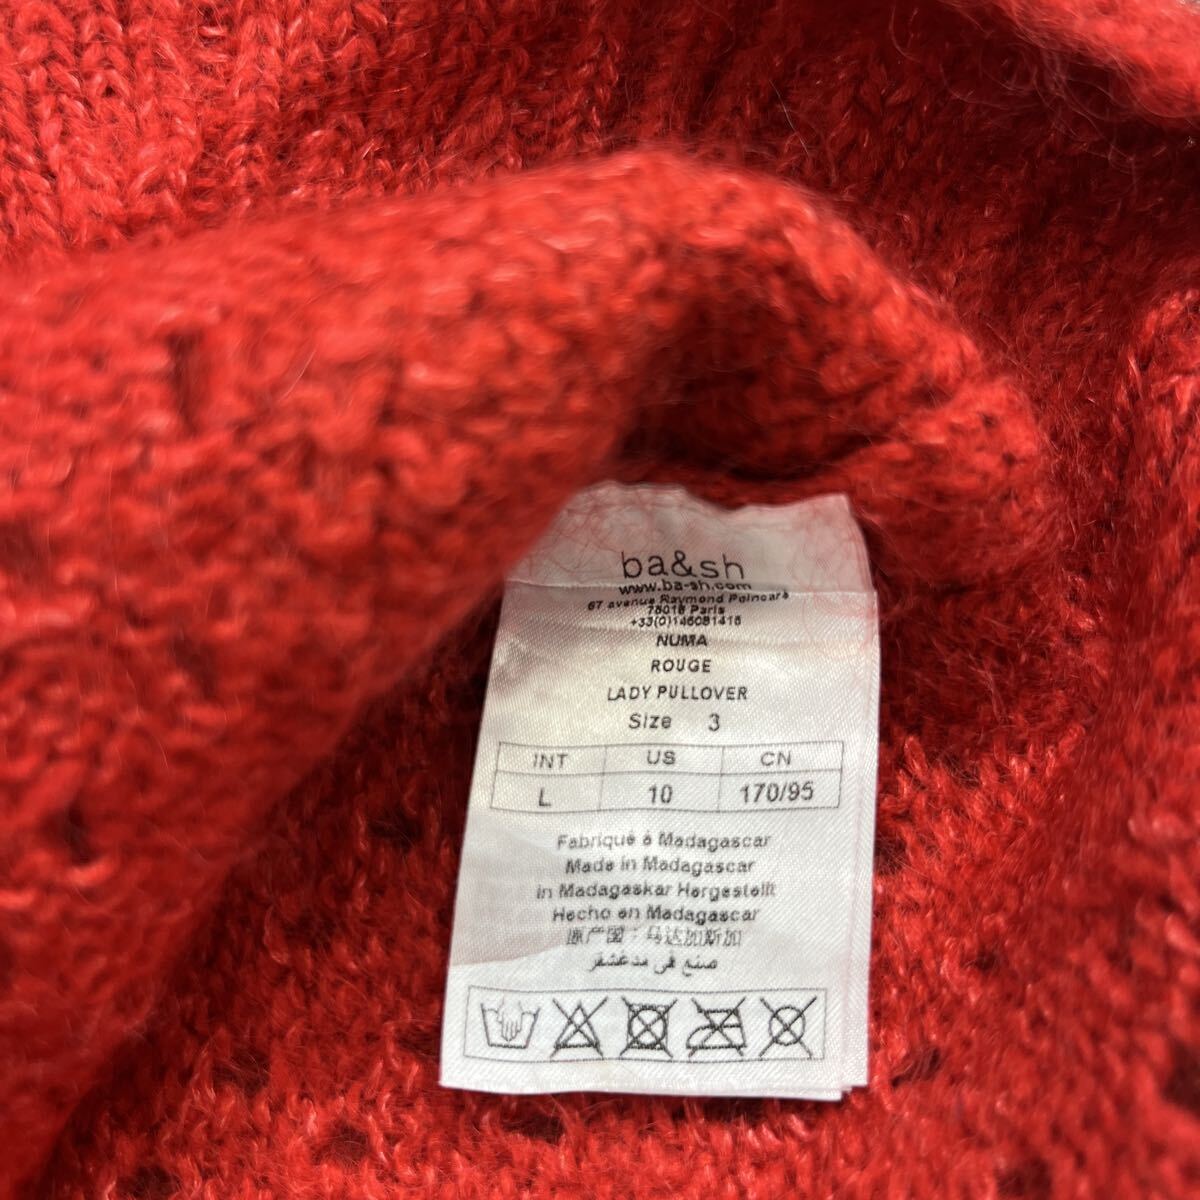 ba&sh
www.ba-sh.com
67 avenue Raymond Poincaré
75016 Paris
+33(0)146081415
NUMA
ROUGE
LADY PULLOVER
Size 3
INT US CN
L 10 170/95
Fabriqué à Madagascar
Made in Madagascar
in Madagaskar Hergestellt
Hecho en Madagascar
原产国：马达加斯加
صنع في مدغشقر